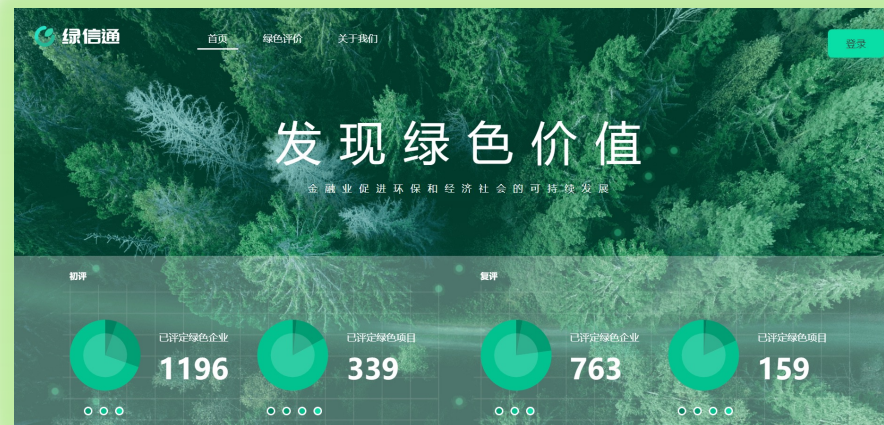 绿信通
首页 绿色评价 关于我们
登录
发现绿色价值
金融业促进环保和经济社会的可持续发展
初评
已评定绿色企业
1196
已评定绿色项目
339
复评
已评定绿色企业
763
已评定绿色项目
159